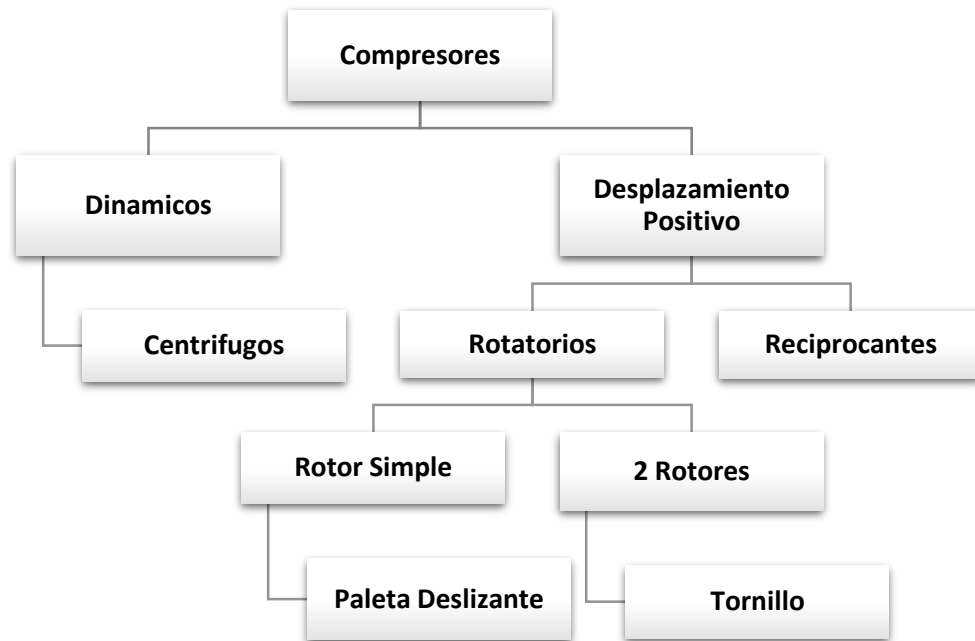 Compresores
Dinamicos
Desplazamiento
Positivo
Centrifugos
Rotatorios
Reciprocantes
Rotor Simple
2 Rotores
Paleta Deslizante
Tornillo